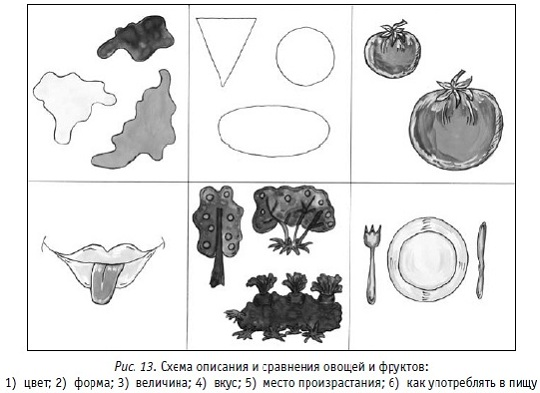 Рис. 13. Схема описания и сравнения овощей и фруктов:
1) цвет; 2) форма; 3) величина; 4) вкус; 5) место произрастания; 6) как употреблять в пищу